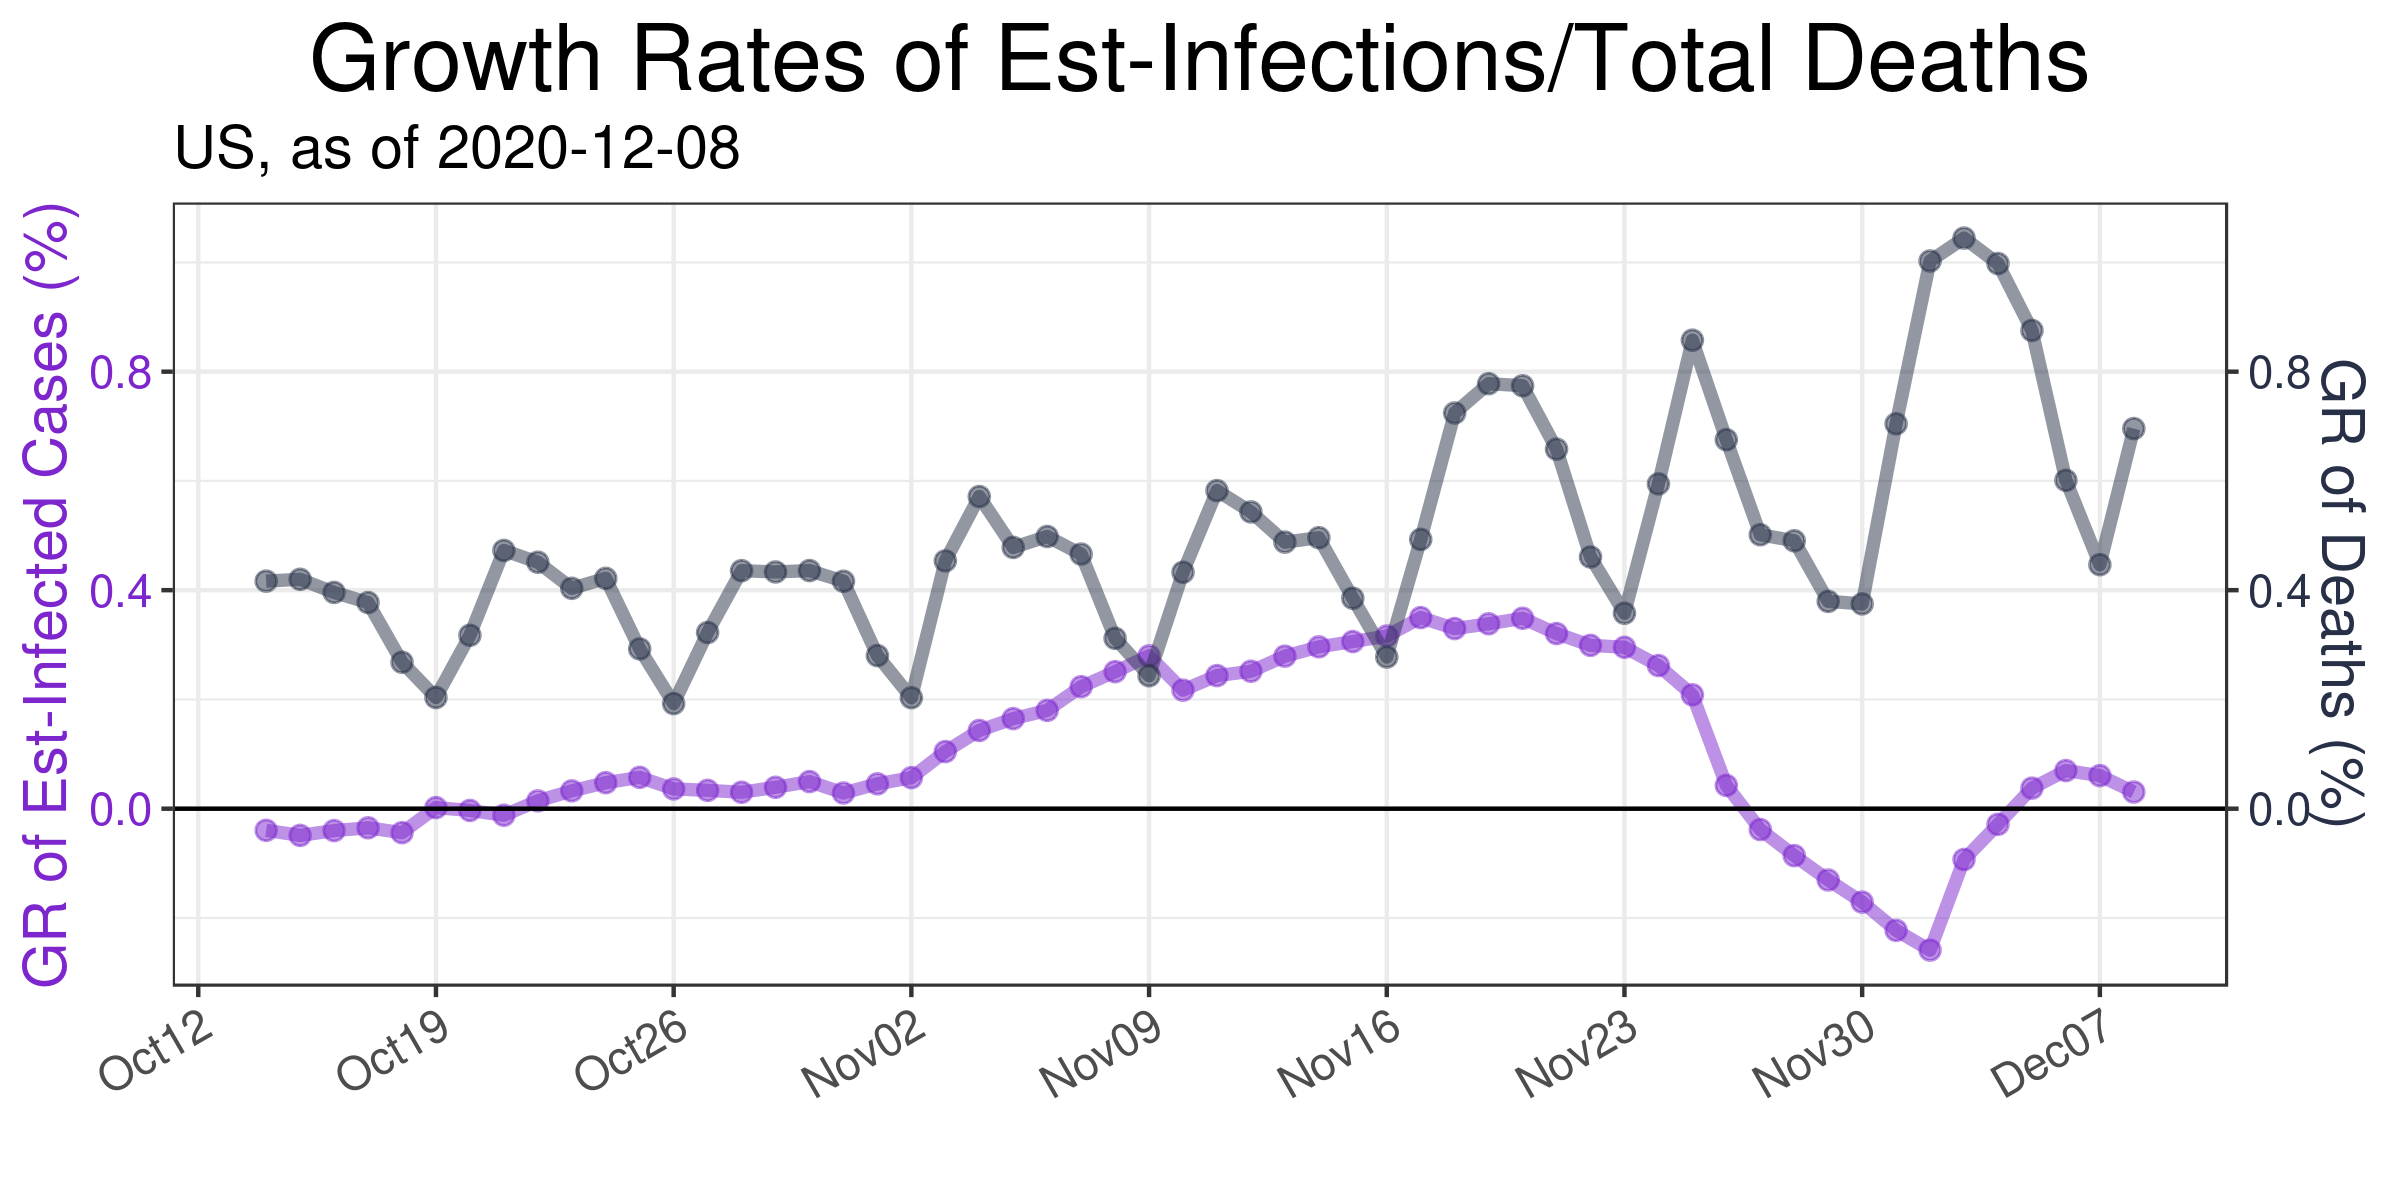 Growth Rates of Est-Infections/Total Deaths
US, as of 2020-12-08
GR of Est-Infected Cases (%)
0.8
0.4
0.0
0.8
0.4
0.0
GR of Deaths (%)
Oct12
Oct19
Oct26
Nov02
Nov09
Nov16
Nov23
Nov30
Dec07